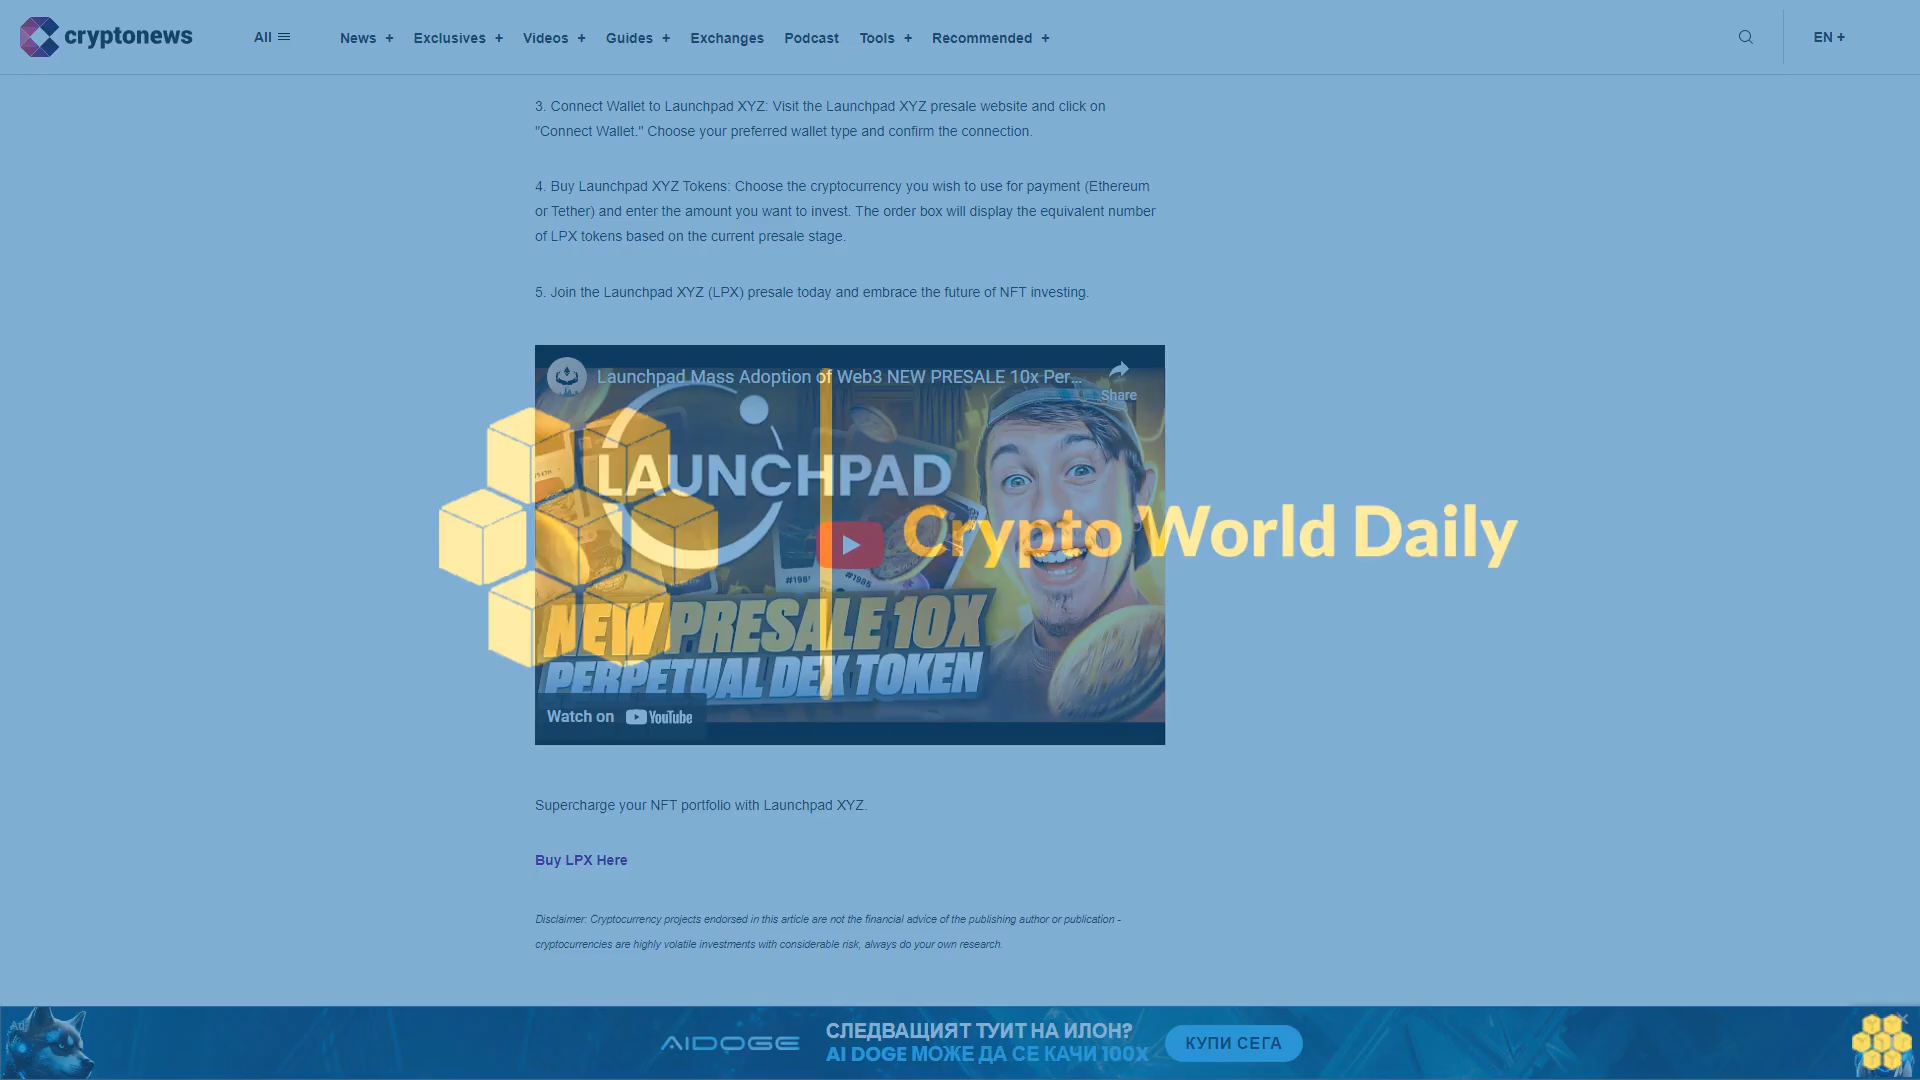 cryptonews
All
News +
Exclusives +
Videos +
Guides +
Exchanges
Podcast
Tools +
Recommended +
EN +
3. Connect Wallet to Launchpad XYZ: Visit the Launchpad XYZ presale website and click on
"Connect Wallet." Choose your preferred wallet type and confirm the connection.
4. Buy Launchpad XYZ Tokens: Choose the cryptocurrency you wish to use for payment (Ethereum
or Tether) and enter the amount you want to invest. The order box will display the equivalent number
of LPX tokens based on the current presale stage.
5. Join the Launchpad XYZ (LPX) presale today and embrace the future of NFT investing.
Launchpad Mass Adoption of Web3 NEW PRESALE 10x Per...
Share
LAUNCHPAD
Crypto World Daily
#1985
NEW PRESALE 10X
PERPETUAL DEX TOKEN
Watch on YouTube
Supercharge your NFT portfolio with Launchpad XYZ.
Buy LPX Here
Disclaimer: Cryptocurrency projects endorsed in this article are not the financial advice of the publishing author or publication -
cryptocurrencies are highly volatile investments with considerable risk, always do your own research.
Ad
AIDOGE
СЛЕДВАЩИЯТ ТУИТ НА ИЛОН?
AI DOGE МОЖЕ ДА СЕ КАЧИ 100X
КУПИ СЕГА